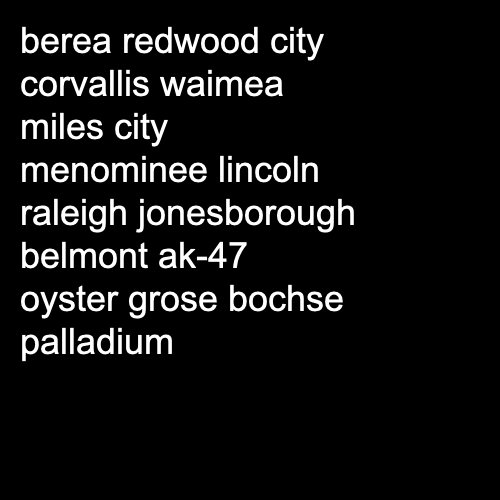 berea redwood city
corvallis waimea
miles city
menominee lincoln
raleigh jonesborough
belmont ak-47
oyster grose bochse
palladium